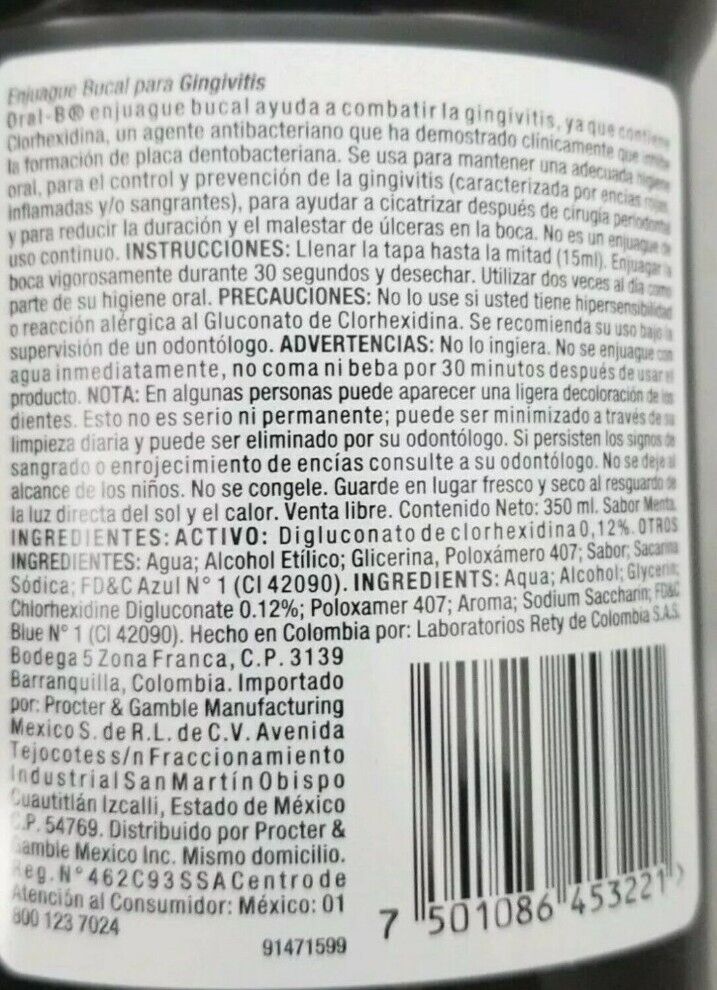 Enjuague Bucal para Gingivitis
Oral-B® enjuague bucal ayuda a combatir la gingivitis, ya que contiene
Clorhexidina, un agente antibacteriano que ha demostrado clínicamente que inhibe
la formación de placa dentobacteriana. Se usa para mantener una adecuada higiene
oral, para el control y prevención de la gingivitis (caracterizada por encías rojas,
inflamadas y/o sangrantes), para ayudar a cicatrizar después de cirugía periodontal
y para reducir la duración y el malestar de úlceras en la boca. No es un enjuague de
uso continuo. INSTRUCCIONES: Llenar la tapa hasta la mitad (15ml). Enjuagar la
boca vigorosamente durante 30 segundos y desechar. Utilizar dos veces al día como
parte de su higiene oral. PRECAUCIONES: No lo use si usted tiene hipersensibilidad
o reacción alérgica al Gluconato de Clorhexidina. Se recomienda su uso bajo la
supervisión de un odontólogo. ADVERTENCIAS: No lo ingiera. No se enjuague con
agua inmediatamente, no coma ni beba por 30 minutos después de usar el
producto. NOTA: En algunas personas puede aparecer una ligera decoloración de los
dientes. Esto no es serio ni permanente; puede ser minimizado a través de su
limpieza diaria y puede ser eliminado por su odontólogo. Si persisten los signos de
sangrado o enrojecimiento de encías consulte a su odontólogo. No se deje al
alcance de los niños. No se congele. Guarde en lugar fresco y seco al resguardo de
la luz directa del sol y el calor. Venta libre. Contenido Neto: 350 ml. Sabor Menta.
INGREDIENTES: ACTIVO: Digluconato de clorhexidina 0,12%. OTROS
INGREDIENTES: Agua; Alcohol Etílico; Glicerina, Poloxámero 407; Sabor; Sacarina
Sódica; FD&C Azul N° 1 (CI 42090). INGREDIENTS: Aqua; Alcohol; Glycerin;
Chlorhexidine Digluconate 0.12%; Poloxamer 407; Aroma; Sodium Saccharin; FD&C
Blue N° 1 (CI 42090). Hecho en Colombia por: Laboratorios Rety de Colombia S.A.S.
Bodega 5 Zona Franca, C.P. 3139
Barranquilla, Colombia. Importado
por: Procter & Gamble Manufacturing
Mexico S. de R.L. de C.V. Avenida
Tejocotes s/n Fraccionamiento
Industrial San Martín Obispo
Cuautitlán Izcalli, Estado de México
C.P. 54769. Distribuido por Procter &
Gamble Mexico Inc. Mismo domicilio.
Reg. N° 462C93 SSA Centro de
Atención al Consumidor: México: 01
800 123 7024
91471599
7 501086 453221